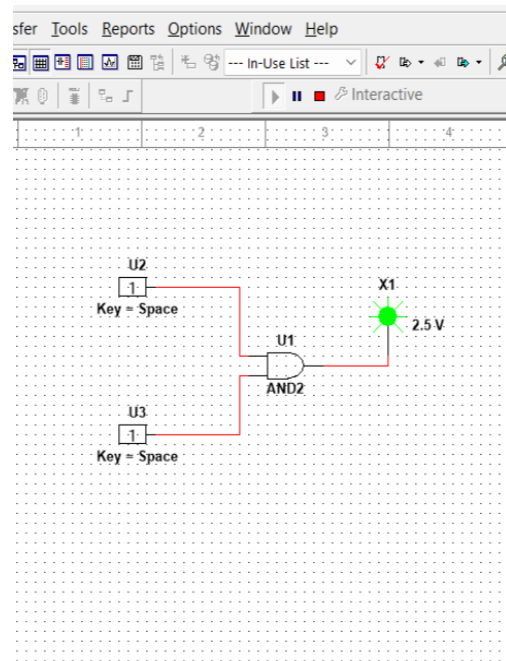 sfer Tools Reports Options Window Help
--- In-Use List ---
Interactive
1 2 3 4
U2
1
Key = Space
X1
2.5 V
U1
AND2
U3
1
Key = Space